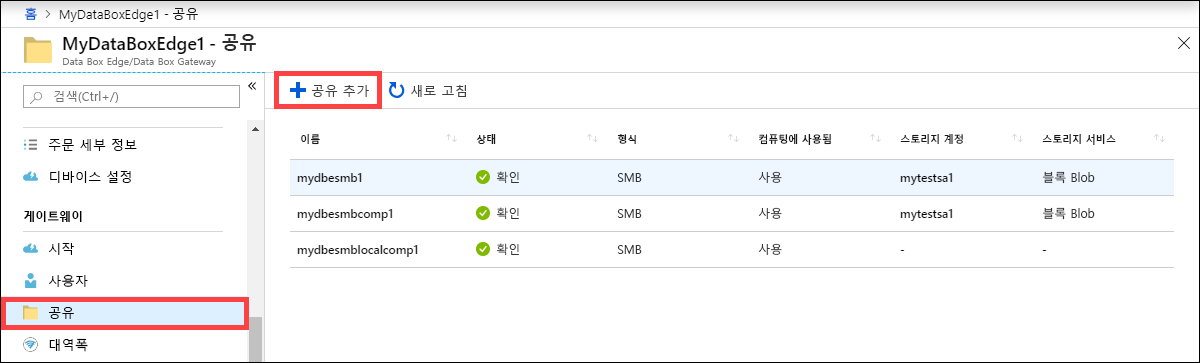 홈 > MyDataBoxEdge1 - 공유
MyDataBoxEdge1 - 공유
Data Box Edge/Data Box Gateway
검색(Ctrl+/)
주문 세부 정보
디바이스 설정
게이트웨이
시작
사용자
공유
대역폭
공유 추가 새로 고침
이름 상태 형식 컴퓨팅에 사용됨 스토리지 계정 스토리지 서비스
mydbesmb1 확인 SMB 사용 mytestsa1 블록 Blob
mydbesmbcomp1 확인 SMB 사용 mytestsa1 블록 Blob
mydbesmblocalcomp1 확인 SMB 사용 - -